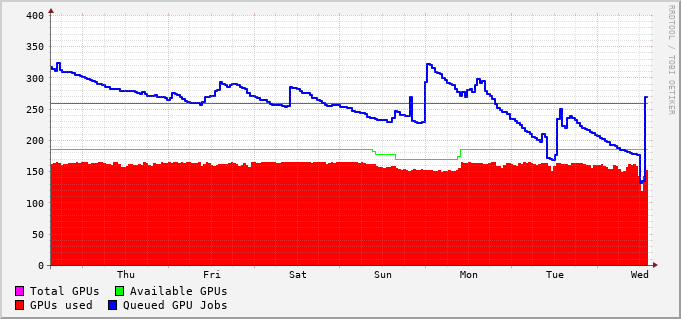 400
350
300
250
200
150
100
50
0
Thu Fri Sat Sun Mon Tue Wed
Total GPUs Available GPUs
GPUs used Queued GPU Jobs
RRDTOOL / TOBI OETIKER